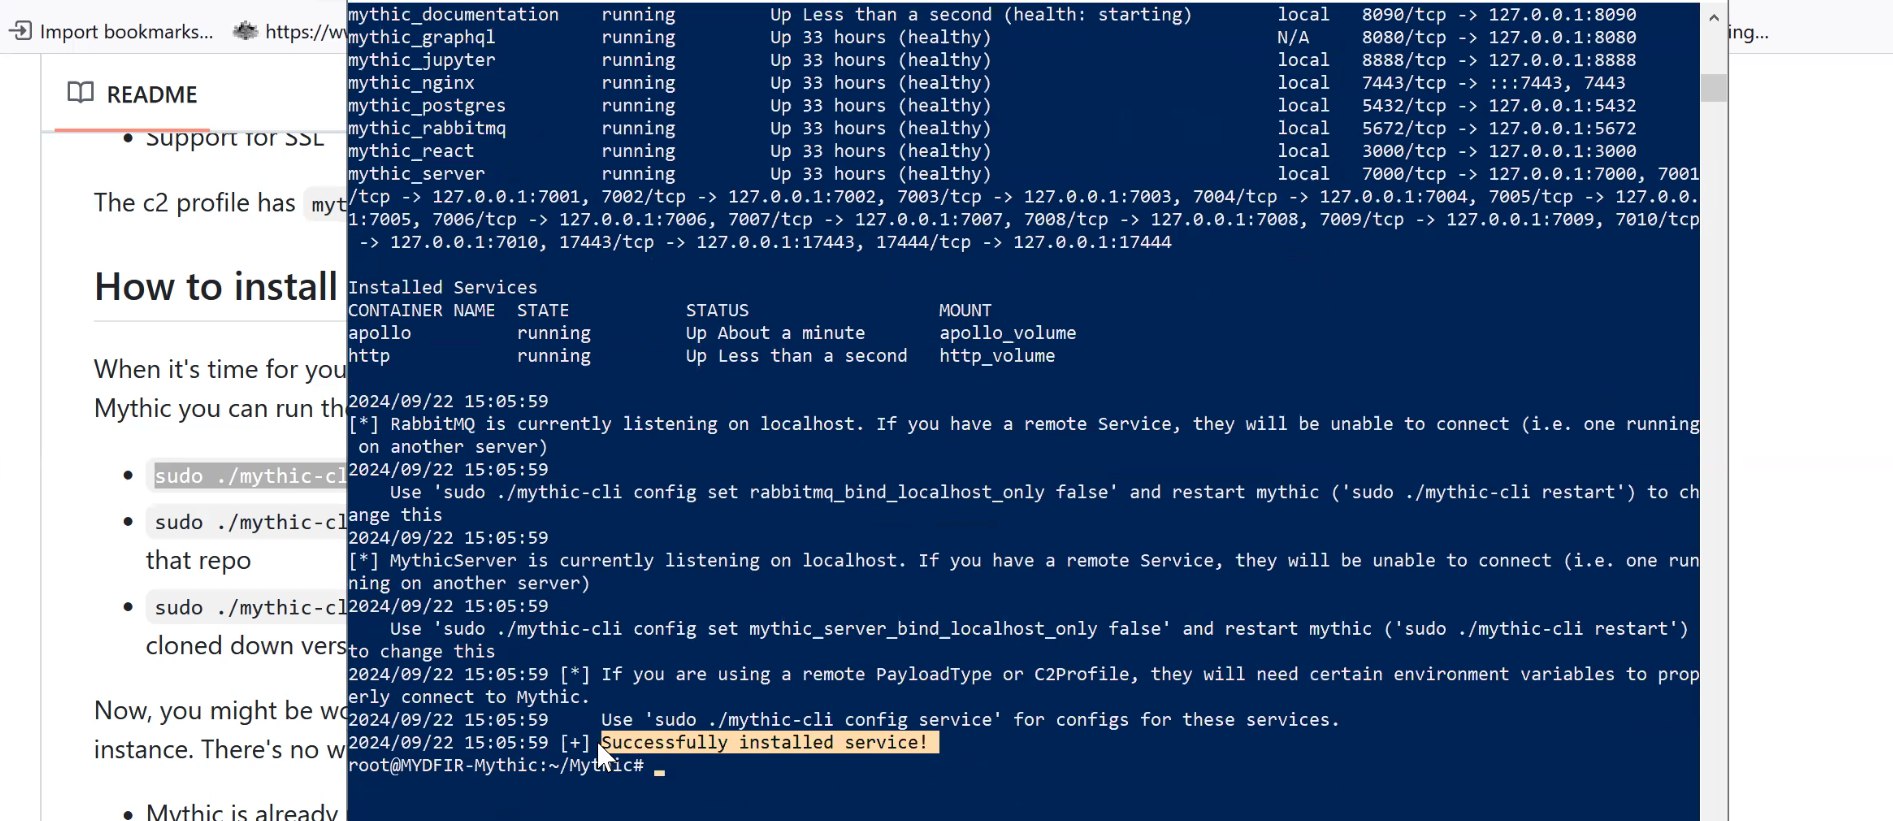 Import bookmarks... https://w ing...
README
Support for SSL
The c2 profile has myt
How to install
When it's time for you
Mythic you can run the
sudo ./mythic-cl
sudo ./mythic-cl
that repo
sudo ./mythic-cl
cloned down vers
Now, you might be wo
instance. There's no w
Mythic is already
mythic_documentation running Up Less than a second (health: starting) local 8090/tcp -> 127.0.0.1:8090
mythic_graphql running Up 33 hours (healthy) N/A 8080/tcp -> 127.0.0.1:8080
mythic_jupyter running Up 33 hours (healthy) local 8888/tcp -> 127.0.0.1:8888
mythic_nginx running Up 33 hours (healthy) local 7443/tcp -> :::7443, 7443
mythic_postgres running Up 33 hours (healthy) local 5432/tcp -> 127.0.0.1:5432
mythic_rabbitmq running Up 33 hours (healthy) local 5672/tcp -> 127.0.0.1:5672
mythic_react running Up 33 hours (healthy) local 3000/tcp -> 127.0.0.1:3000
mythic_server running Up 33 hours (healthy) local 7000/tcp -> 127.0.0.1:7000, 7001
/tcp -> 127.0.0.1:7001, 7002/tcp -> 127.0.0.1:7002, 7003/tcp -> 127.0.0.1:7003, 7004/tcp -> 127.0.0.1:7004, 7005/tcp -> 127.0.0.
1:7005, 7006/tcp -> 127.0.0.1:7006, 7007/tcp -> 127.0.0.1:7007, 7008/tcp -> 127.0.0.1:7008, 7009/tcp -> 127.0.0.1:7009, 7010/tcp
-> 127.0.0.1:7010, 17443/tcp -> 127.0.0.1:17443, 17444/tcp -> 127.0.0.1:17444
Installed Services
CONTAINER NAME STATE STATUS MOUNT
apollo running Up About a minute apollo_volume
http running Up Less than a second http_volume
2024/09/22 15:05:59
[*] RabbitMQ is currently listening on localhost. If you have a remote Service, they will be unable to connect (i.e. one running
on another server)
2024/09/22 15:05:59
Use 'sudo ./mythic-cli config set rabbitmq_bind_localhost_only false' and restart mythic ('sudo ./mythic-cli restart') to ch
ange this
2024/09/22 15:05:59
[*] MythicServer is currently listening on localhost. If you have a remote Service, they will be unable to connect (i.e. one run
ning on another server)
2024/09/22 15:05:59
Use 'sudo ./mythic-cli config set mythic_server_bind_localhost_only false' and restart mythic ('sudo ./mythic-cli restart')
to change this
2024/09/22 15:05:59 [*] If you are using a remote PayloadType or C2Profile, they will need certain environment variables to prop
erly connect to Mythic.
2024/09/22 15:05:59 Use 'sudo ./mythic-cli config service' for configs for these services.
2024/09/22 15:05:59 [+] Successfully installed service!
root@MYDFIR-Mythic:~/Mythic#